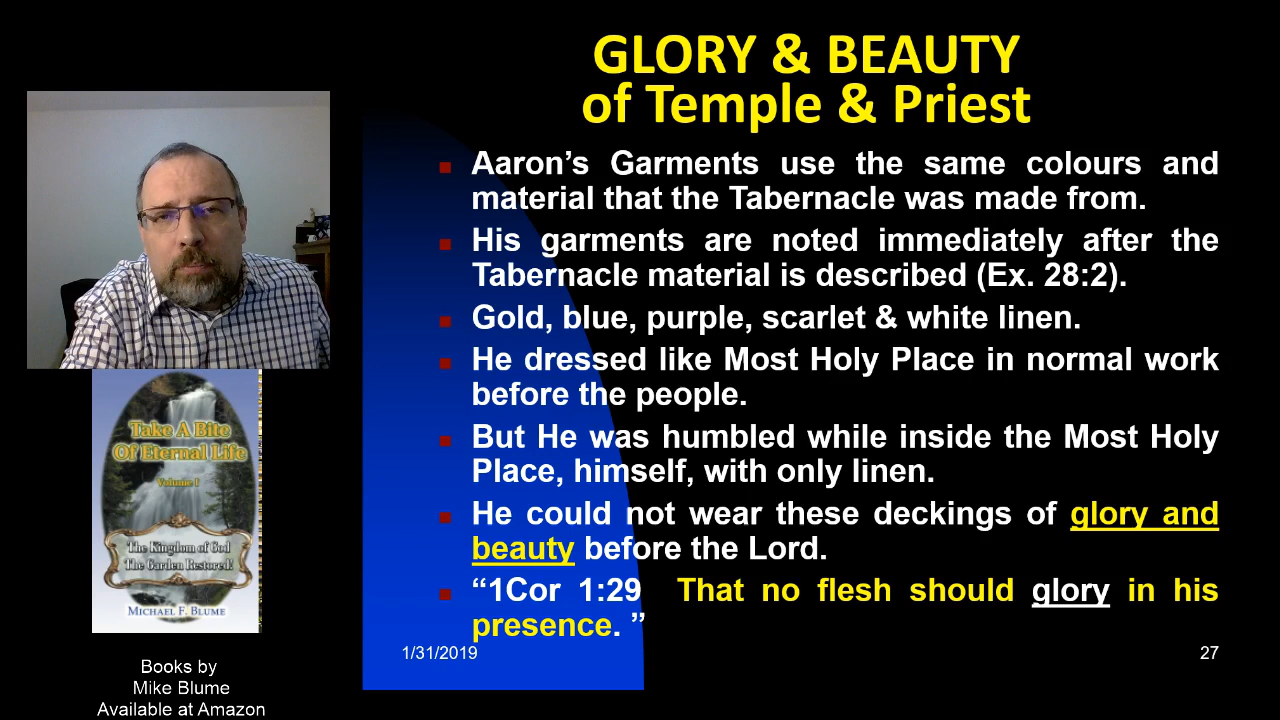 GLORY & BEAUTY
of Temple & Priest
Aaron’s Garments use the same colours and
material that the Tabernacle was made from.
His garments are noted immediately after the
Tabernacle material is described (Ex. 28:2).
Gold, blue, purple, scarlet & white linen.
He dressed like Most Holy Place in normal work
before the people.
But He was humbled while inside the Most Holy
Place, himself, with only linen.
He could not wear these deckings of glory and
beauty before the Lord.
“1Cor 1:29 That no flesh should glory in his
presence. ”
1/31/2019
27
Take A Bite
Of Eternal Life
Volume I
The Kingdom of God
The Garden Restored!
MICHAEL F. BLUME
Books by
Mike Blume
Available at Amazon